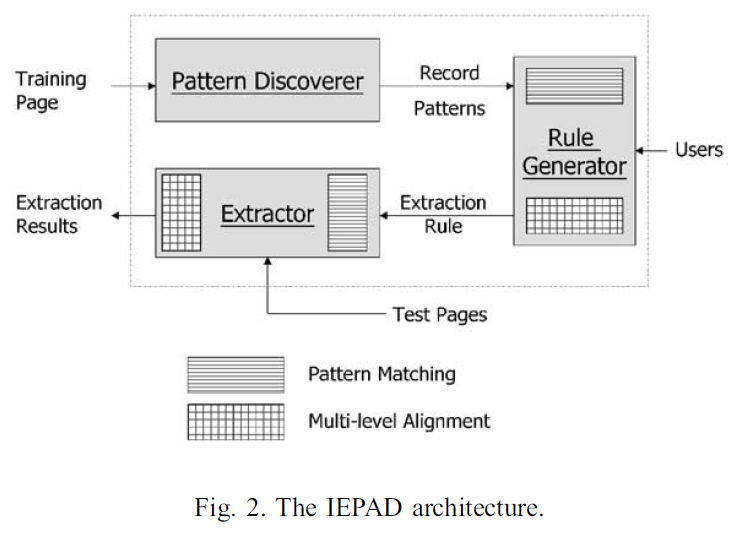 Training
Page
Pattern Discoverer
Record
Patterns
Rule
Generator
Users
Extraction
Results
Extractor
Extraction
Rule
Test Pages
Pattern Matching
Multi-level Alignment
Fig. 2. The IEPAD architecture.